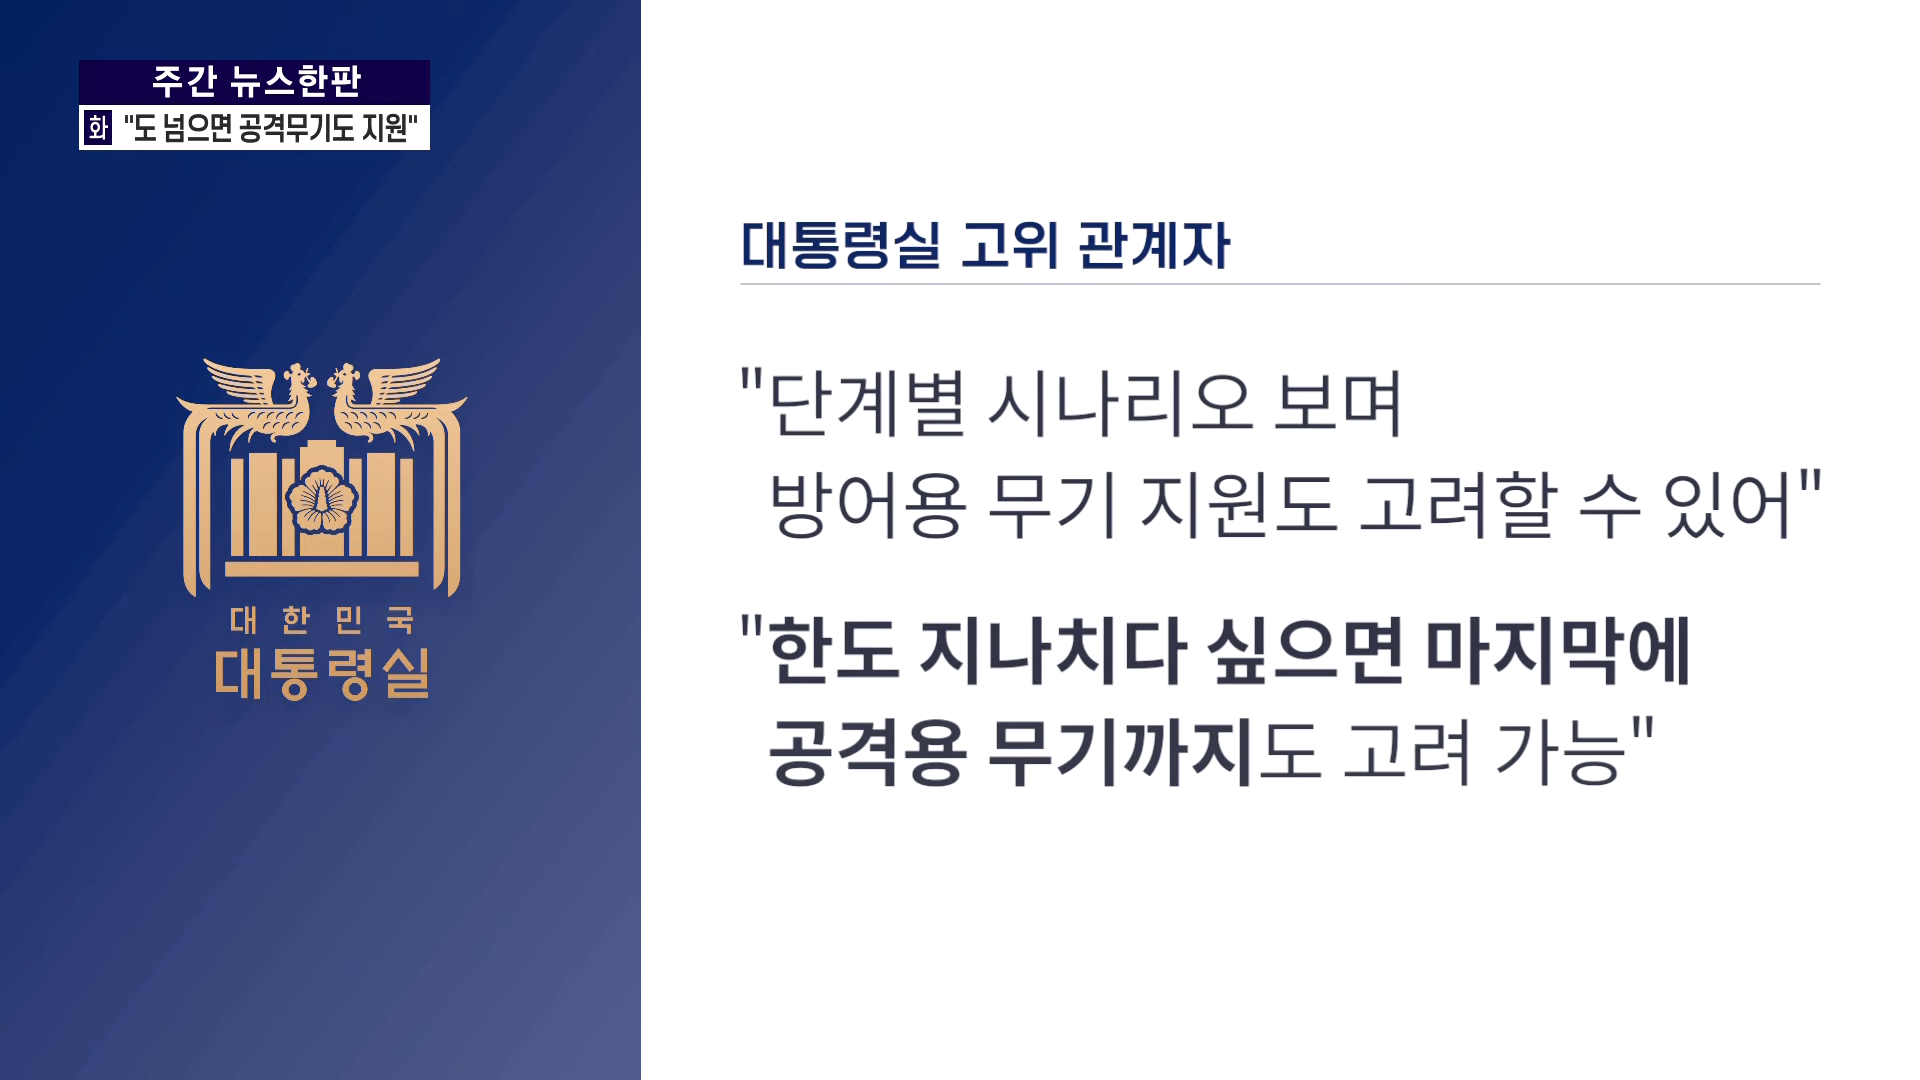 주간 뉴스한판
화 "도 넘으면 공격무기도 지원"
대한민국
대통령실
대통령실 고위 관계자
"단계별 시나리오 보며
방어용 무기 지원도 고려할 수 있어"
"한도 지나치다 싶으면 마지막에
공격용 무기까지도 고려 가능"